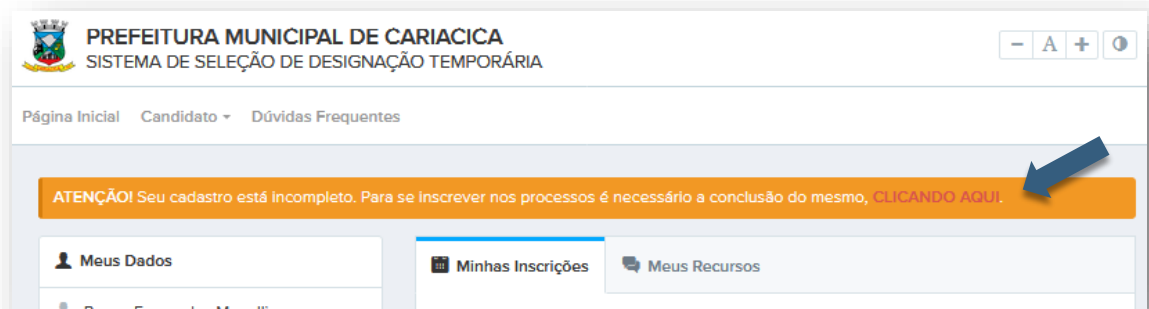 PREFEITURA MUNICIPAL DE CARIACICA
SISTEMA DE SELEÇÃO DE DESIGNAÇÃO TEMPORÁRIA
- A +
Página Inicial Candidato Dúvidas Frequentes
ATENÇÃO! Seu cadastro está incompleto. Para se inscrever nos processos é necessário a conclusão do mesmo, CLICANDO AQUI.
Meus Dados
Minhas Inscrições Meus Recursos